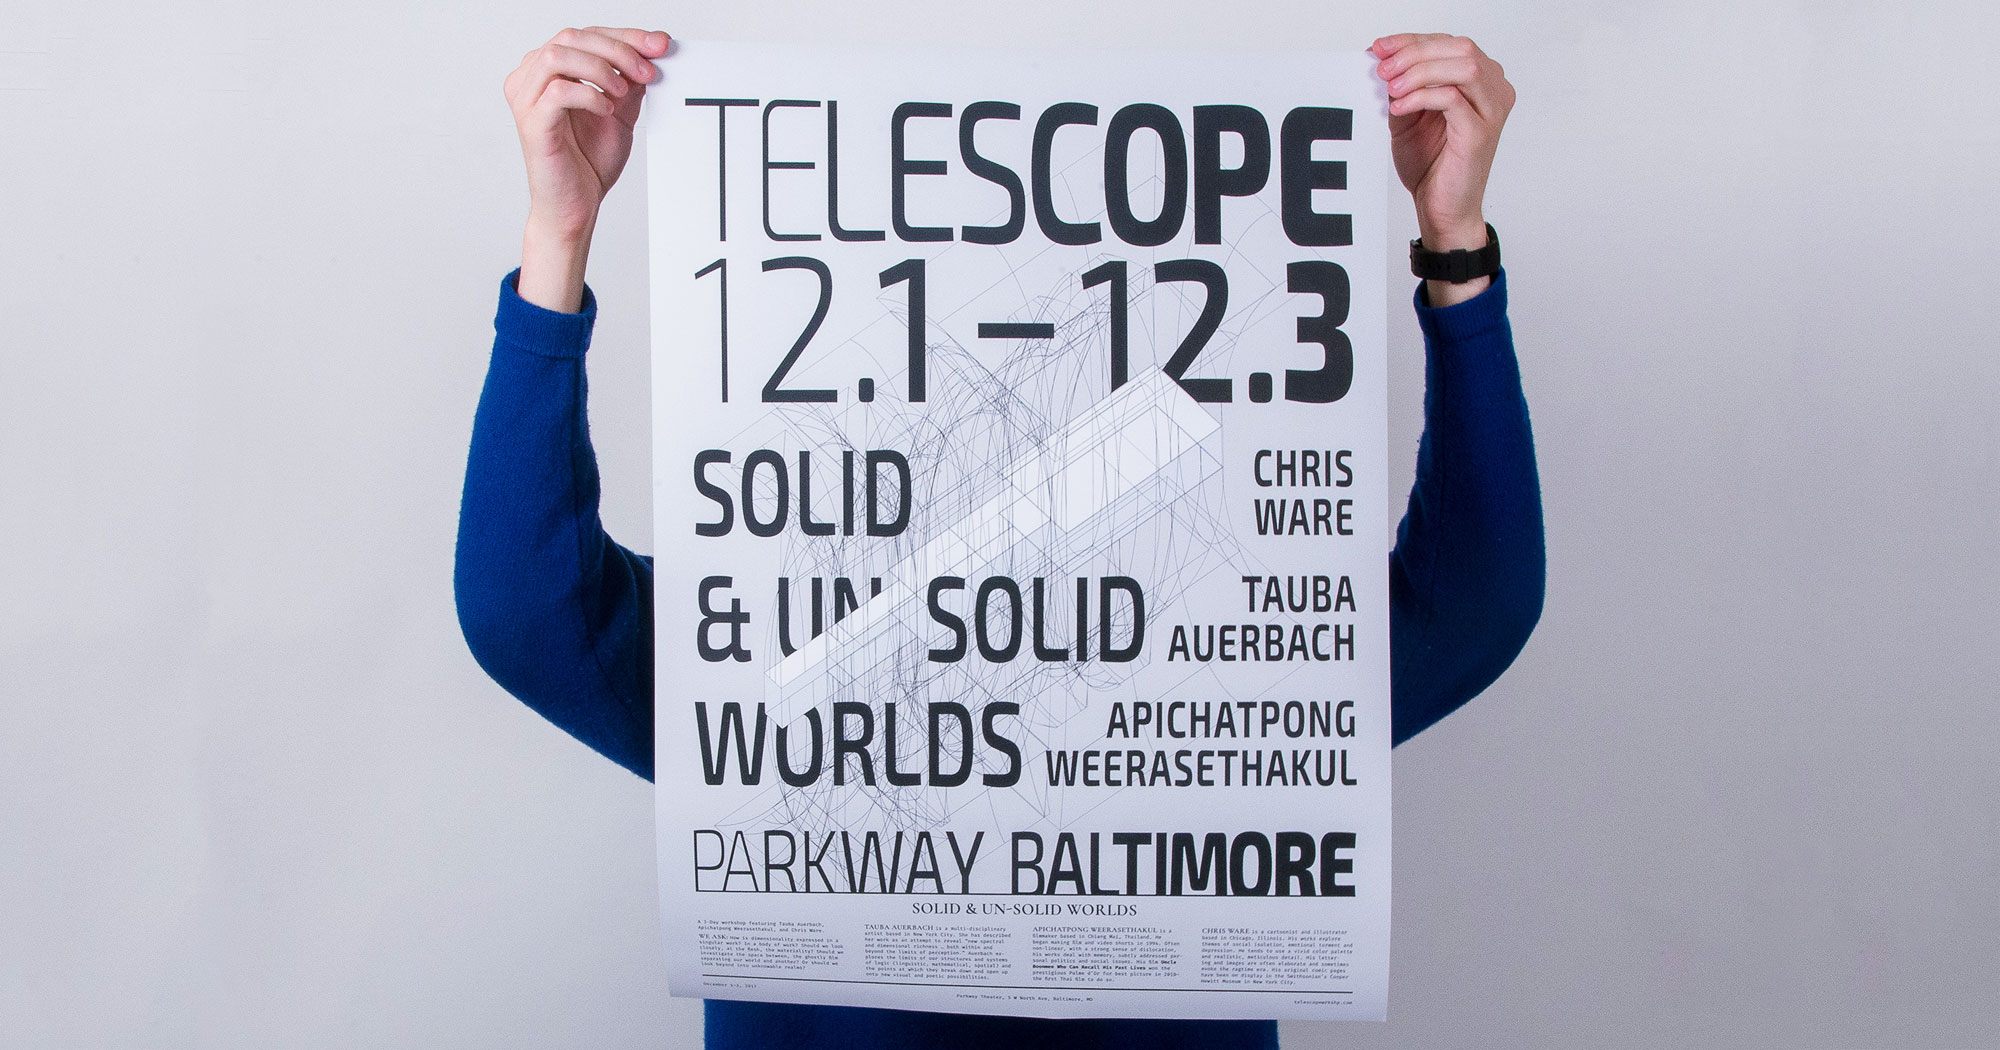 TELESCOPE
12.1–12.3
SOLID
& UN SOLID
WORLDS
CHRIS
WARE
TAUBA
AUERBACH
APICHATPONG
WEERASETHAKUL
PARKWAY BALTIMORE
SOLID & UN-SOLID WORLDS
A 3-Day workshop featuring Tauba Auerbach,
Apichatpong Weerasethakul, and Chris Ware.
WE ASK: How is dimensionality expressed in a
singular work? In a body of work? Should we look
closely, at the flesh, the materiality? Should we
investigate the space between, the ghostly film
separating our world and another? Or should we
look beyond into unknowable realms?
TAUBA AUERBACH is a multi-disciplinary
artist based in New York City. She has described
her work as an attempt to reveal "new spectral
and dimensional richness … both within and
beyond the limits of perception." Auerbach ex-
plores the limits of our structures and systems
of logic (linguistic, mathematical, spatial) and
the points at which they break down and open up
onto new visual and poetic possibilities.
APICHATPONG WEERASETHAKUL is a
filmmaker based in Chiang Mai, Thailand. He
began making film and video shorts in 1994. Often
non-linear, with a strong sense of dislocation,
his works deal with memory, subtly addressed per-
sonal politics and social issues. His film Uncle
Boonmee Who Can Recall His Past Lives won the
prestigious Palme d'Or for best picture in 2010—
the first Thai film to do so.
CHRIS WARE is a cartoonist and illustrator
based in Chicago, Illinois. His works explore
themes of social isolation, emotional torment and
depression. He tends to use a vivid color palette
and realistic, meticulous detail. His letter-
ing and images are often elaborate and sometimes
evoke the ragtime era. His original comic pages
have been on display in the Smithsonian's Cooper
Hewitt Museum in New York City.
December 1-3, 2017
Parkway Theater, 5 W North Ave, Baltimore, MD